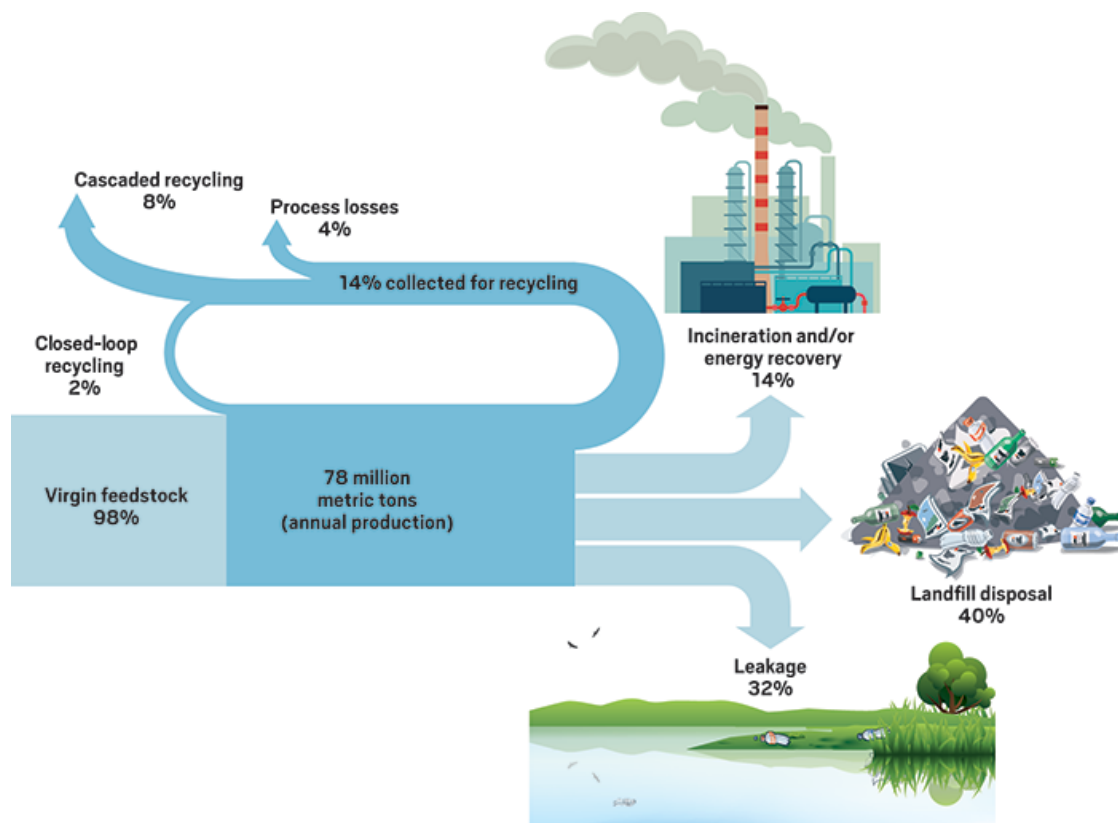 Cascaded recycling
8%
Process losses
4%
14% collected for recycling
Closed-loop
recycling
2%
Incineration and/or
energy recovery
14%
Virgin feedstock
98%
78 million
metric tons
(annual production)
Landfill disposal
40%
Leakage
32%